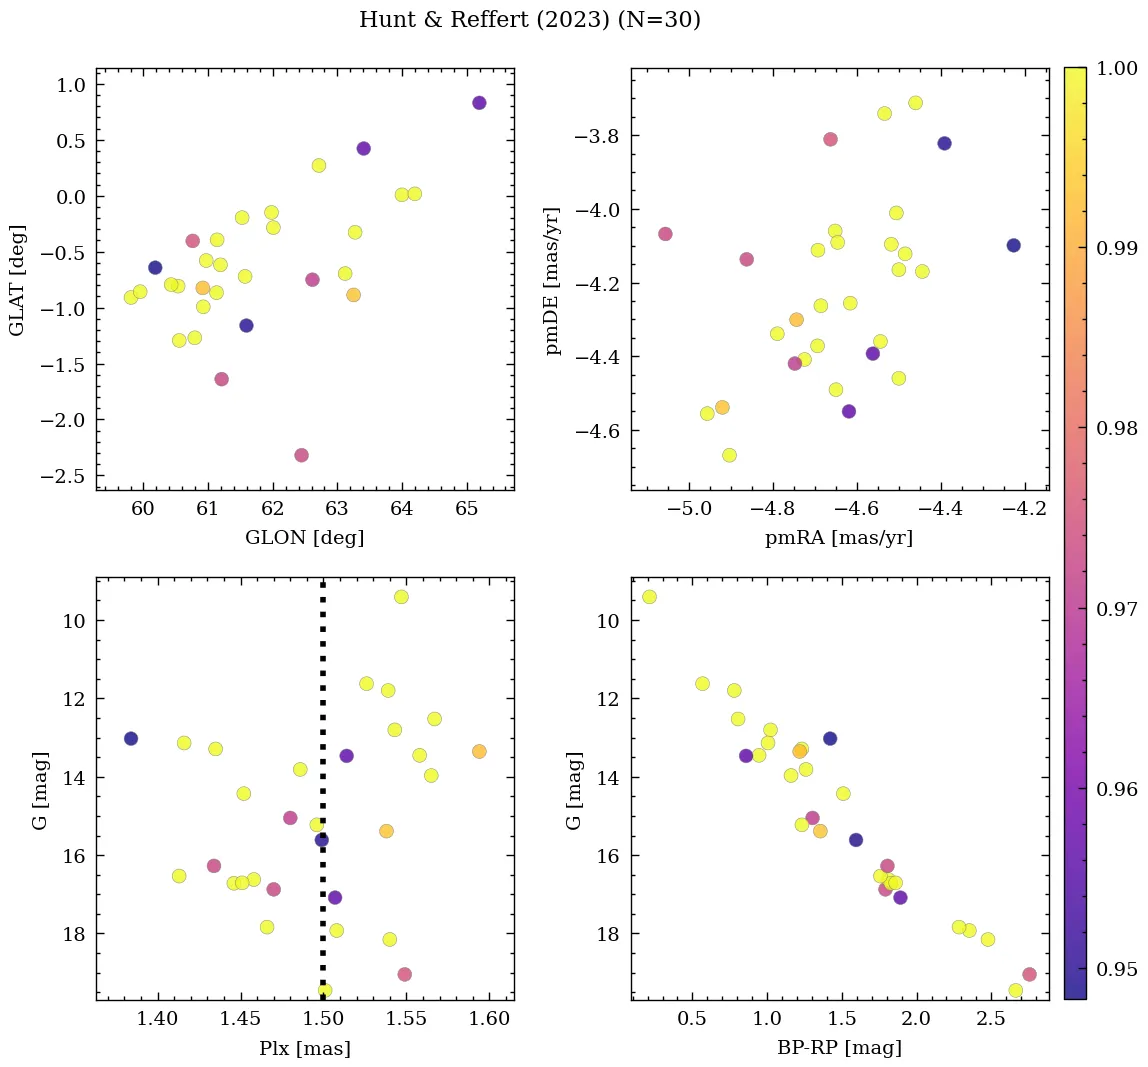 Hunt & Reffert (2023) (N=30)
1.0
0.5
0.0
−0.5
−1.0
−1.5
−2.0
−2.5
GLAT [deg]
60 61 62 63 64 65
GLON [deg]
−3.8
−4.0
−4.2
−4.4
−4.6
pmDE [mas/yr]
−5.0 −4.8 −4.6 −4.4 −4.2
pmRA [mas/yr]
10
12
14
16
18
G [mag]
1.40 1.45 1.50 1.55 1.60
Plx [mas]
10
12
14
16
18
G [mag]
0.5 1.0 1.5 2.0 2.5
BP-RP [mag]
1.00
0.99
0.98
0.97
0.96
0.95